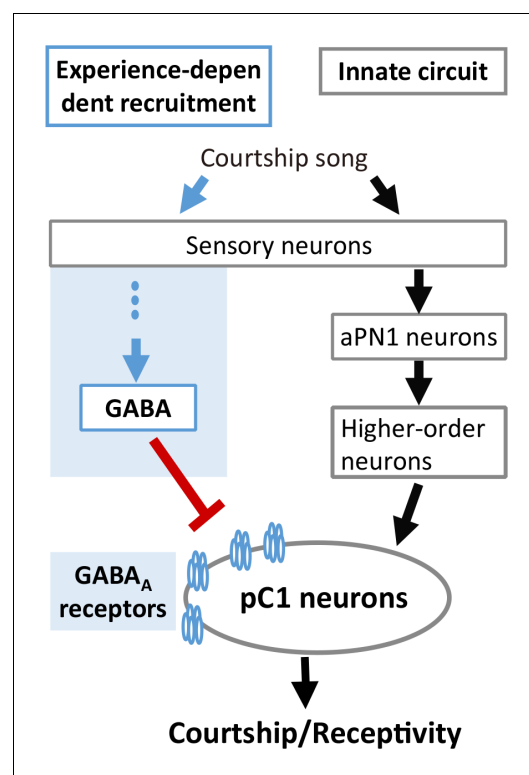 Experience-depen
dent recruitment
Innate circuit
Courtship song
Sensory neurons
aPN1 neurons
GABA
Higher-order
neurons
GABAA
receptors
pC1 neurons
Courtship/Receptivity